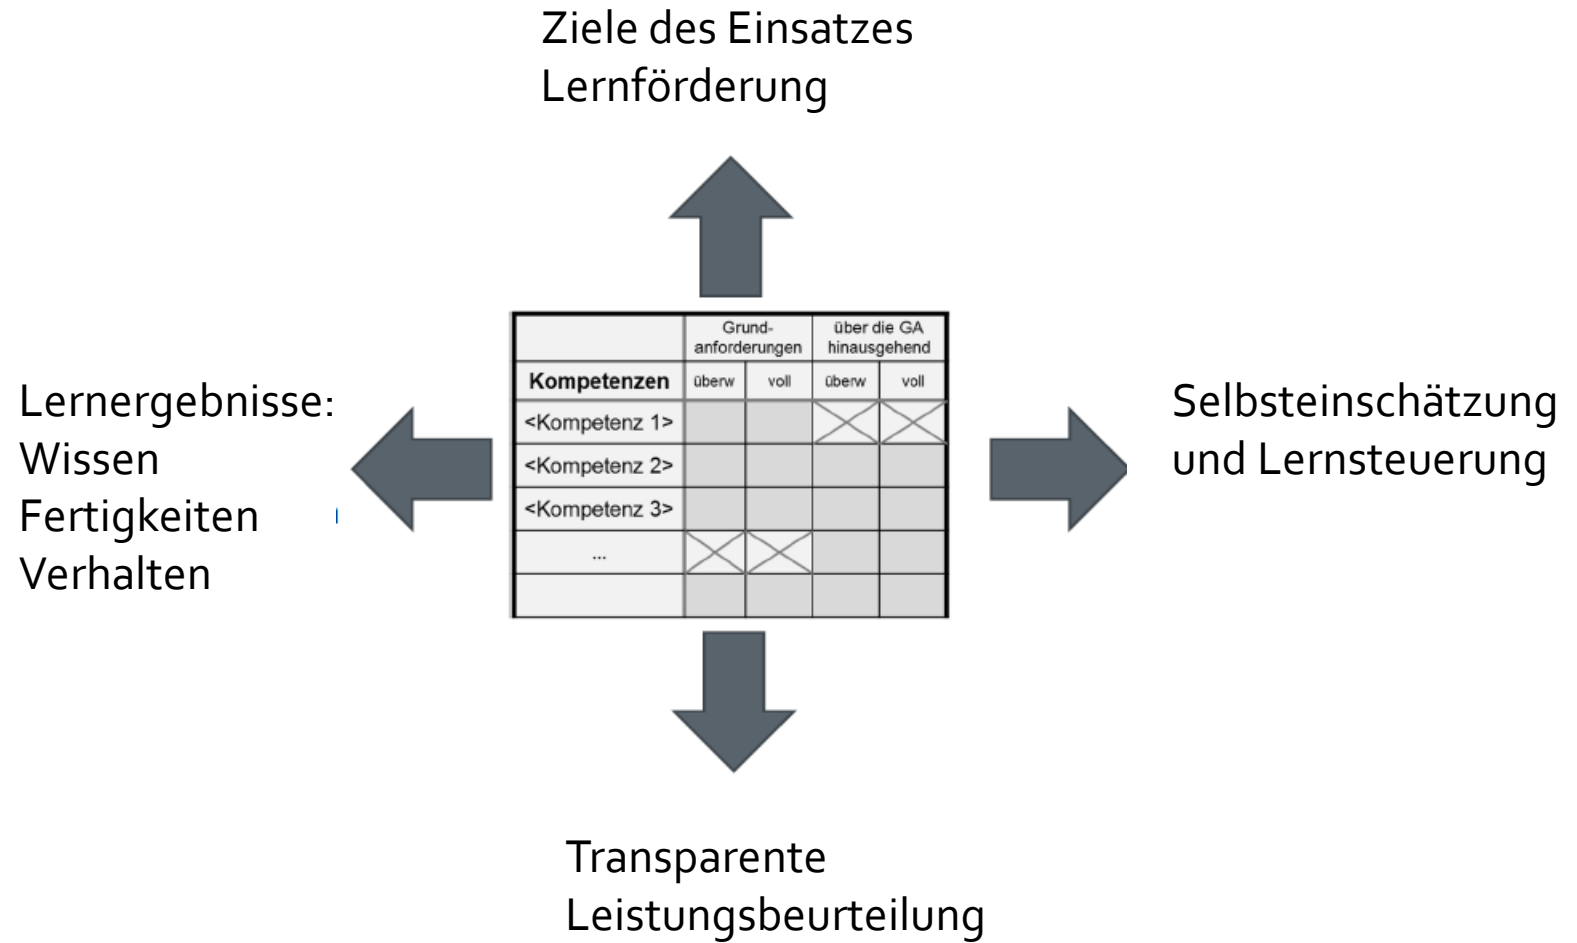 Ziele des Einsatzes
Lernförderung
Lernergebnisse:
Wissen
Fertigkeiten
Verhalten
Grund-
anforderungen
über die GA
hinausgehend
Kompetenzen überw voll überw voll
<Kompetenz 1>
<Kompetenz 2>
<Kompetenz 3>
...
Selbsteinschätzung
und Lernsteuerung
Transparente
Leistungsbeurteilung